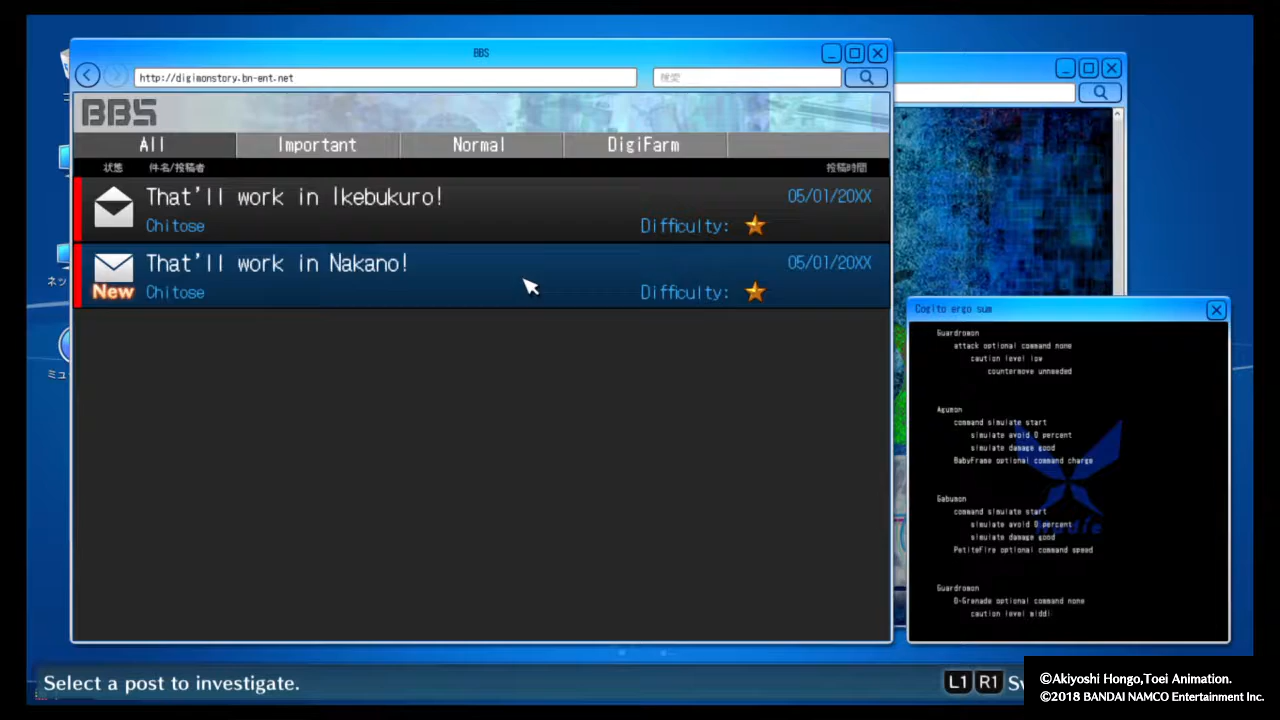 BBS
http://digimonstory.bn-ent.net
検索
BBS
All
Important
Normal
DigiFarm
状態
件名/投稿者
投稿時間
That'll work in Ikebukuro!
05/01/20XX
Chitose
Difficulty:
That'll work in Nakano!
05/01/20XX
New
Chitose
Difficulty:
Cogito ergo sum
Guardromon
attack optional command none
caution level low
countermove unneeded
Agumon
command simulate start
simulate avoid 0 percent
simulate damage good
BabyFrame optional command charge
Gabumon
command simulate start
simulate avoid 0 percent
simulate damage good
PetiteFire optional command speed
Guardromon
D-Grenade optional command none
caution level middl
Select a post to investigate.
L1 R1
©Akiyoshi Hongo,Toei Animation.
©2018 BANDAI NAMCO Entertainment Inc.